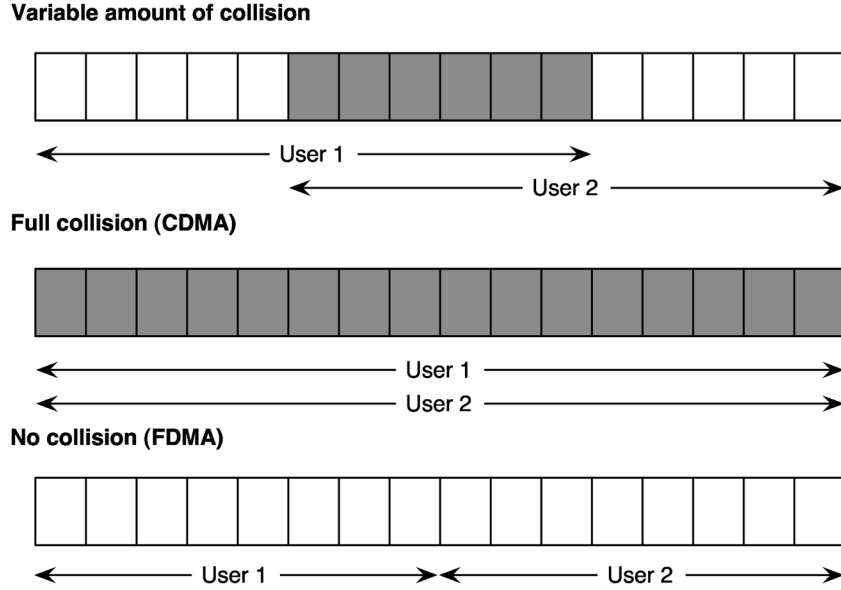 Variable amount of collision
User 1
User 2
Full collision (CDMA)
User 1
User 2
No collision (FDMA)
User 1 User 2